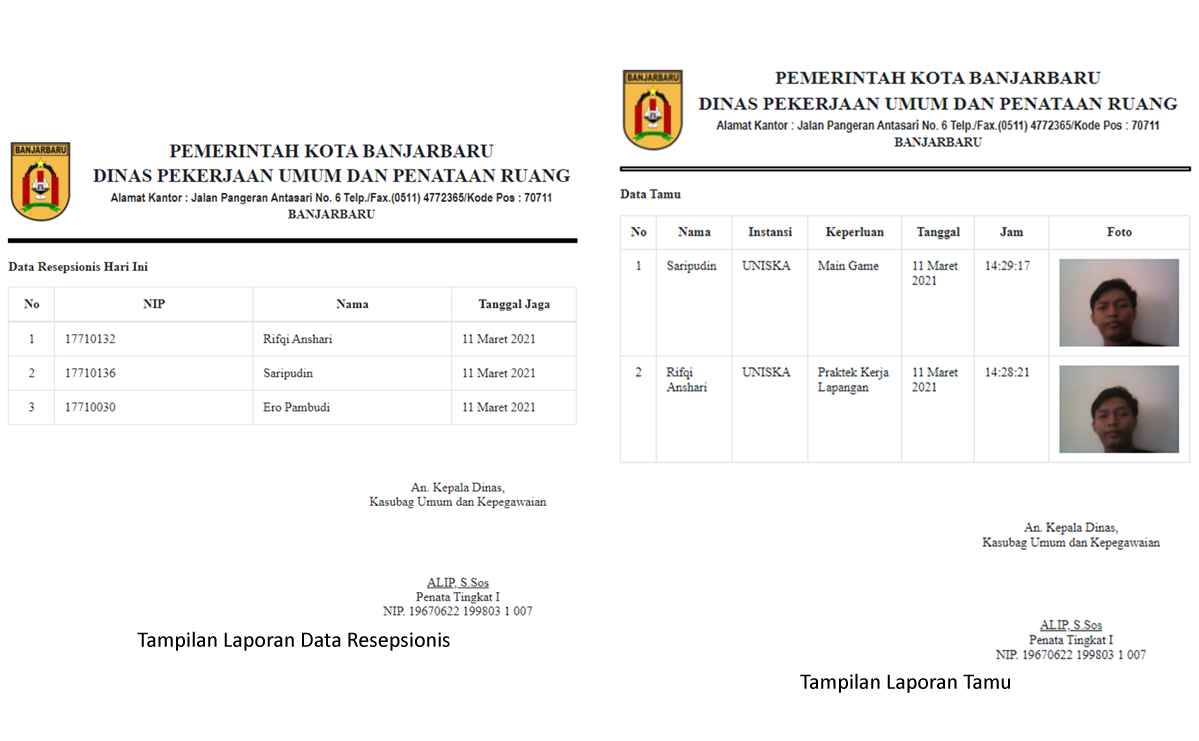 BANJARBARU
PEMERINTAH KOTA BANJARBARU
DINAS PEKERJAAN UMUM DAN PENATAAN RUANG
Alamat Kantor : Jalan Pangeran Antasari No. 6 Telp./Fax.(0511) 4772365/Kode Pos : 70711
BANJARBARU
Data Resepsionis Hari Ini
No NIP Nama Tanggal Jaga
1 17710132 Rifqi Anshari 11 Maret 2021
2 17710136 Saripudin 11 Maret 2021
3 17710030 Ero Pambudi 11 Maret 2021
An. Kepala Dinas,
Kasubag Umum dan Kepegawaian
ALIP, S.Sos
Penata Tingkat I
NIP. 19670622 199803 1 007
Tampilan Laporan Data Resepsionis
BANJARBARU
PEMERINTAH KOTA BANJARBARU
DINAS PEKERJAAN UMUM DAN PENATAAN RUANG
Alamat Kantor : Jalan Pangeran Antasari No. 6 Telp./Fax.(0511) 4772365/Kode Pos : 70711
BANJARBARU
Data Tamu
No Nama Instansi Keperluan Tanggal Jam Foto
1 Saripudin UNISKA Main Game 11 Maret 14:29:17
2021
2 Rifqi UNISKA Praktek Kerja 11 Maret 14:28:21
Anshari Lapangan 2021
An. Kepala Dinas,
Kasubag Umum dan Kepegawaian
ALIP, S.Sos
Penata Tingkat I
NIP. 19670622 199803 1 007
Tampilan Laporan Tamu